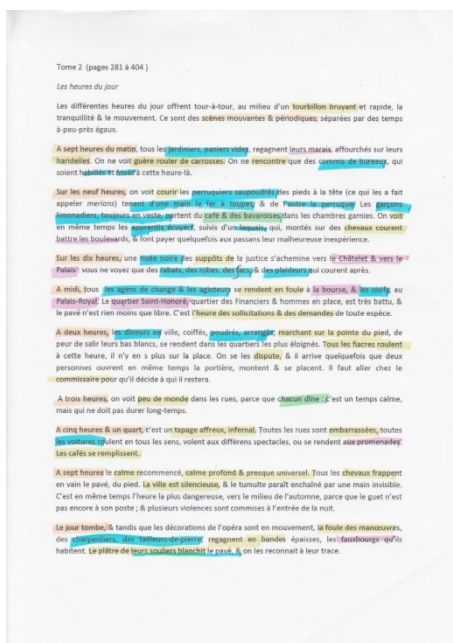 Tome 2 (pages 281 à 404 )
Les heures du jour
Les différentes heures du jour offrent tour-à-tour, au milieu d'un tourbillon bruyant et rapide, la
tranquillité & le mouvement. Ce sont des scènes mouvantes & périodiques, séparées par des temps
à-peu-près égaux.
A sept heures du matin, tous les jardiniers, paniers vides, regagnent leurs marais, affourchés sur leurs
haridelles. On ne voit guère rouler de carrosses. On ne rencontre que des commis de bureaux, qui
soient habillés et frisés à cette heure-là.
Sur les neuf heures, on voit courir les perruquiers saupoudrés des pieds à la tête (ce qui les a fait
appeler merlans) tenant d'une main le fer à toupet, & de l'autre la perruque Les garçons
limonadiers, toujours en veste, portent du café & des bavaroises, dans les chambres garnies. On voit
en même temps les apprentis écuyers, suivis d'un laquais, qui, montés sur des chevaux courent
battre les boulevards, & font payer quelquefois aux passans leur malheureuse inexpérience.
Sur les dix heures, une nuée noire des suppôts de la justice s'achemine vers le Châtelet & vers le
Palais : vous ne voyez que des rabats, des robes, des sacs, & des plaideurs qui courent après.
A midi, tous les agens de change & les agioteurs se rendent en foule à la bourse, & les oisifs au
Palais-Royal. Le quartier Saint-Honoré, quartier des Financiers & hommes en place, est très battu, &
le pavé n'est rien moins que libre. C'est l'heure des sollicitations & des demandes de toute espèce.
A deux heures, les dîneurs en ville, coiffés, poudrés, arrangés, marchant sur la pointe du pied, de
peur de salir leurs bas blancs, se rendent dans les quartiers les plus éloignés. Tous les fiacres roulent
à cette heure, il n'y en s plus sur la place. On se les dispute, & il arrive quelquefois que deux
personnes ouvrent en même temps la portière, montent & se placent. Il faut aller chez le
commissaire pour qu'il décide à qui il restera.
A trois heures, on voit peu de monde dans les rues, parce que chacun dîne : c'est un temps calme,
mais qui ne doit pas durer long-temps.
A cinq heures & un quart, c'est un tapage affreux, infernal. Toutes les rues sont embarrassées, toutes
les voitures roulent en tous les sens, volent aux différens spectacles, ou se rendent aux promenades.
Les cafés se remplissent.
A sept heures le calme recommencé, calme profond & presque universel. Tous les chevaux frappent
en vain le pavé, du pied. La ville est silencieuse, & le tumulte paraît enchaîné par une main invisible.
C'est en même temps l'heure la plus dangereuse, vers le milieu de l'automne, parce que le guet n'est
pas encore à son poste ; & plusieurs violences sont commises à l'entrée de la nuit.
Le jour tombe, & tandis que les décorations de l'opéra sont en mouvement, la foule des manœuvres,
des charpentiers, des tailleurs-de-pierre, regagnent en bandes épaisses, les fauxbourgs qu'ils
habitent. Le plâtre de leurs souliers blanchit le pavé, & on les reconnait à leur trace.